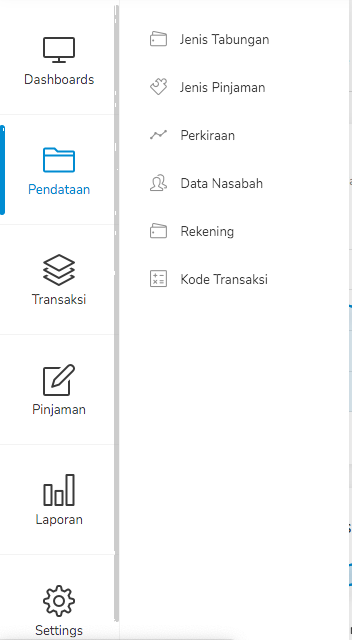 Dashboards
Pendataan
Transaksi
Pinjaman
Laporan
Settings
Jenis Tabungan
Jenis Pinjaman
Perkiraan
Data Nasabah
Rekening
Kode Transaksi